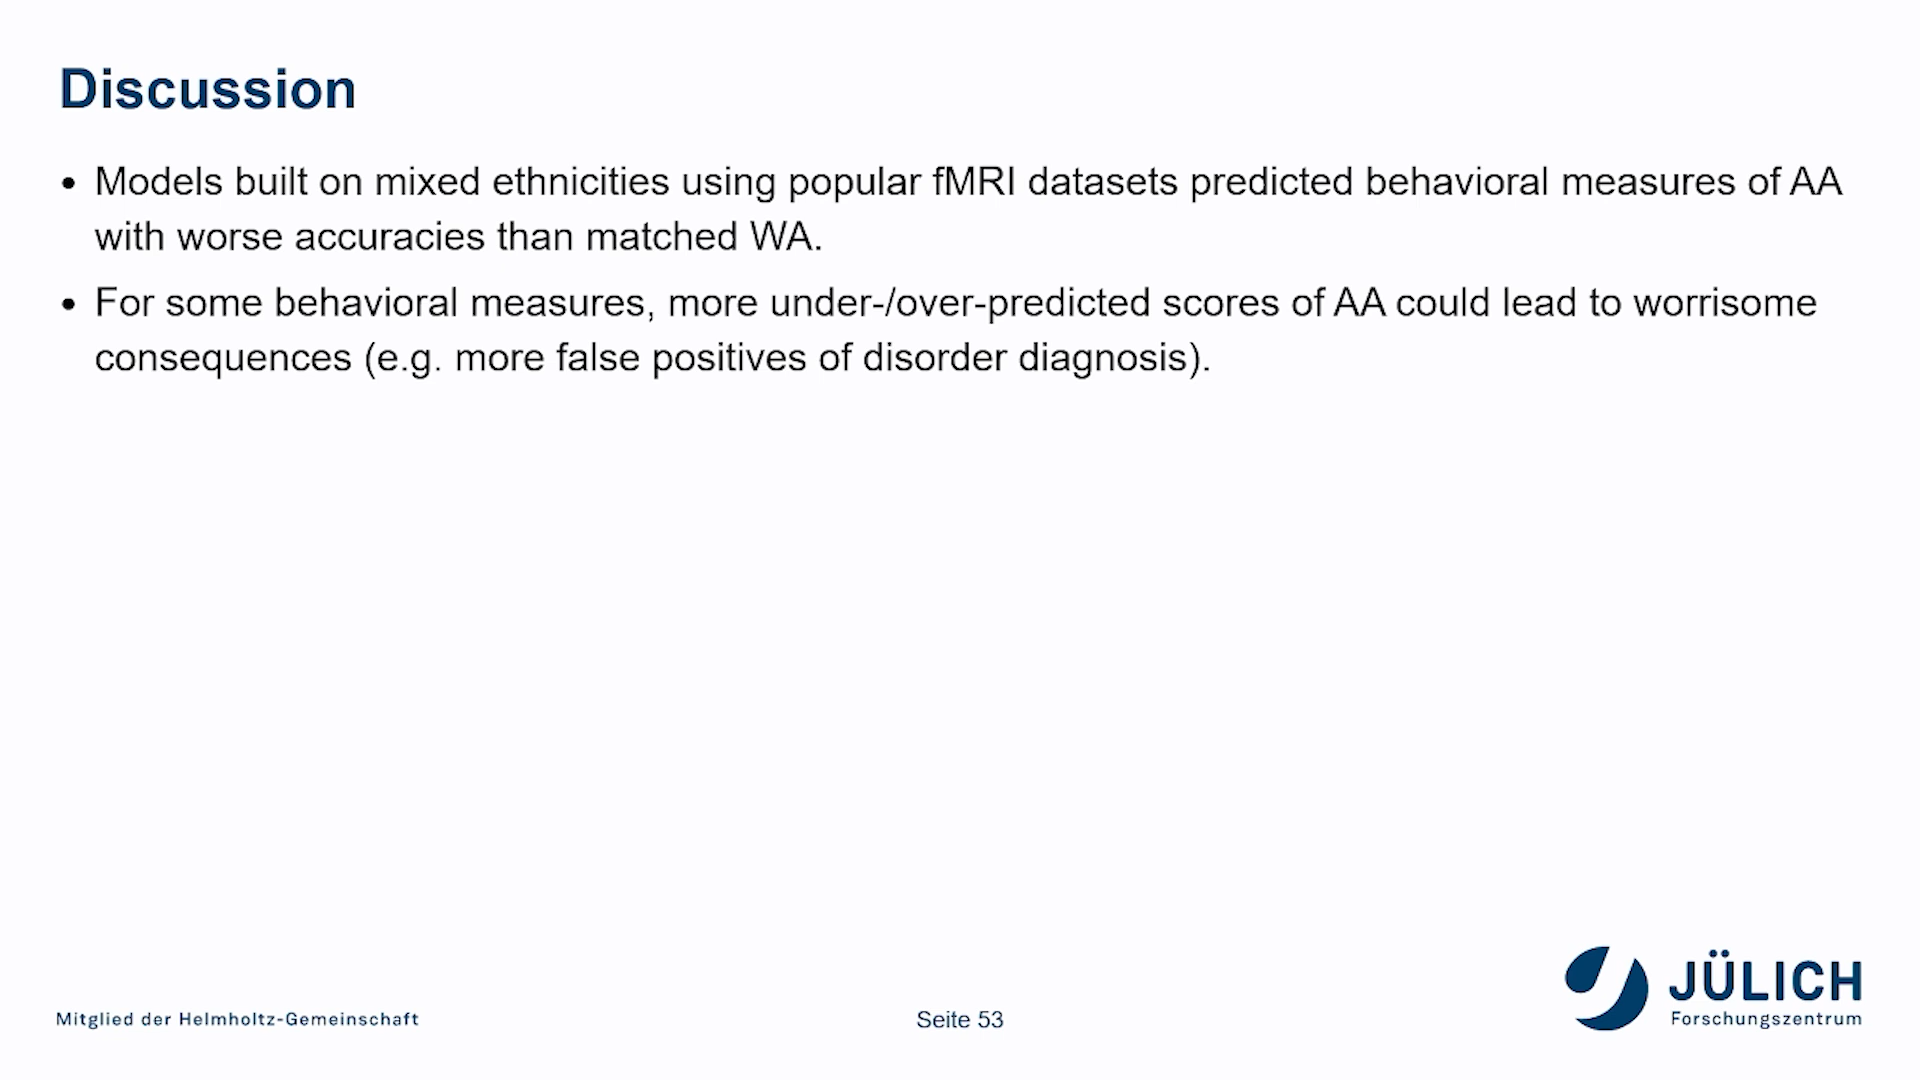 Discussion
• Models built on mixed ethnicities using popular fMRI datasets predicted behavioral measures of AA
with worse accuracies than matched WA.
• For some behavioral measures, more under-/over-predicted scores of AA could lead to worrisome
consequences (e.g. more false positives of disorder diagnosis).
Mitglied der Helmholtz-Gemeinschaft
Seite 53
JÜLICH
Forschungszentrum